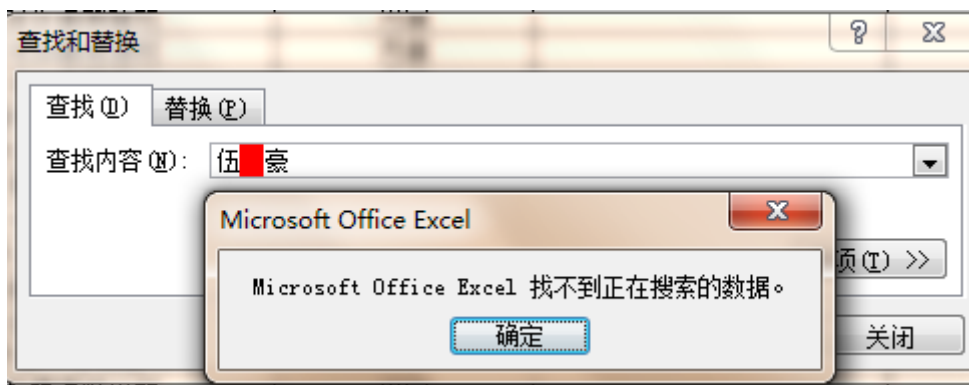 查找和替换
查找(D) 替换(P)
查找内容(N): 伍 豪
Microsoft Office Excel
项(T) >>
Microsoft Office Excel 找不到正在搜索的数据。
确定
关闭